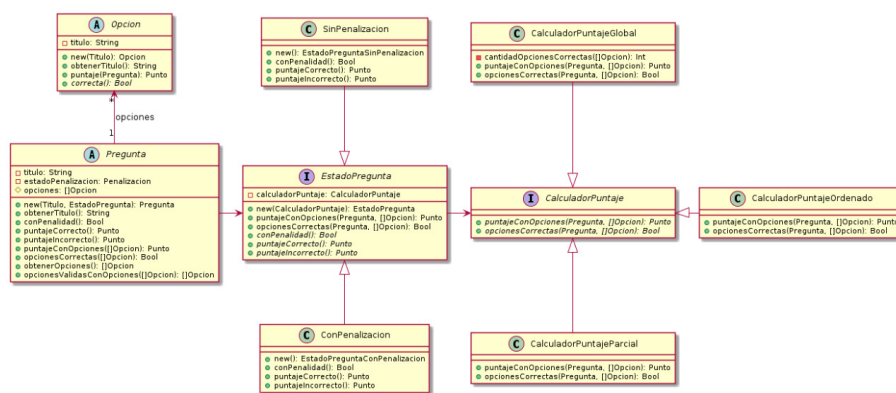 A Opcion
titulo: String
new(Titulo): Opcion
obtenerTitulo(): String
puntaje(Pregunta): Punto
correcta(): Bool
opciones
1
A Pregunta
titulo: String
estadoPenalizacion: Penalizacion
opciones: []Opcion
new(Titulo, EstadoPregunta): Pregunta
obtenerTitulo(): String
conPenalidad(): Bool
puntajeCorrecto(): Punto
puntajeIncorrecto(): Punto
puntajeConOpciones([]Opcion): Punto
opcionesCorrectas([]Opcion): Bool
obtenerOpciones(): []Opcion
opcionesValidasConOpciones([]Opcion): []Opcion
C SinPenalizacion
new(): EstadoPreguntaSinPenalizacion
conPenalidad(): Bool
puntajeCorrecto(): Punto
puntajeIncorrecto(): Punto
I EstadoPregunta
calculadorPuntaje: CalculadorPuntaje
new(CalculadorPuntaje): EstadoPregunta
puntajeConOpciones(Pregunta, []Opcion): Punto
opcionesCorrectas(Pregunta, []Opcion): Bool
conPenalidad(): Bool
puntajeCorrecto(): Punto
puntajeIncorrecto(): Punto
C ConPenalizacion
new(): EstadoPreguntaConPenalizacion
conPenalidad(): Bool
puntajeCorrecto(): Punto
puntajeIncorrecto(): Punto
C CalculadorPuntajeGlobal
cantidadOpcionesCorrectas([]Opcion): Int
puntajeConOpciones(Pregunta, []Opcion): Punto
opcionesCorrectas(Pregunta, []Opcion): Bool
I CalculadorPuntaje
puntajeConOpciones(Pregunta, []Opcion): Punto
opcionesCorrectas(Pregunta, []Opcion): Bool
C CalculadorPuntajeParcial
puntajeConOpciones(Pregunta, []Opcion): Punto
opcionesCorrectas(Pregunta, []Opcion): Bool
C CalculadorPuntajeOrdenado
puntajeConOpciones(Pregunta, []Opcion):
opcionesCorrectas(Pregunta, []Opcion): Bool